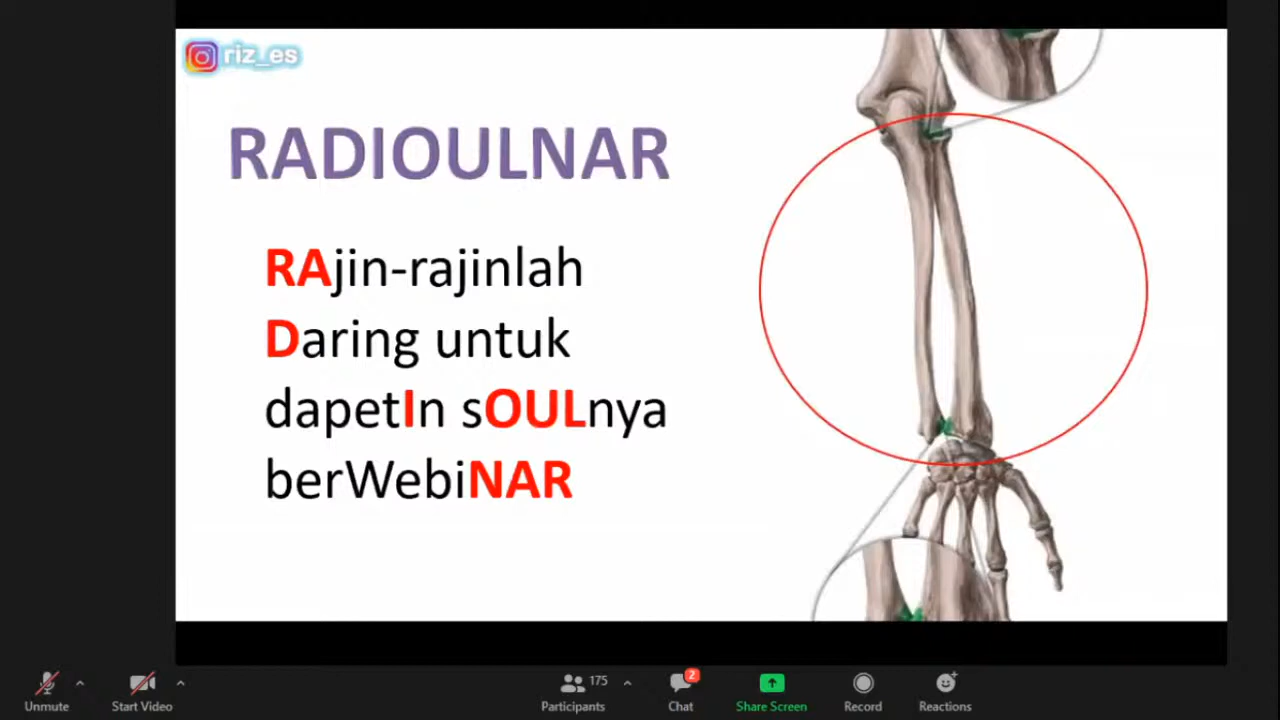 riz_es
RADIOULNAR
RAjin-rajinlah
Daring untuk
dapetIn sOULnya
berWebiNAR
Unmute
Start Video
175
Participants
2
Chat
Share Screen
Record
Reactions